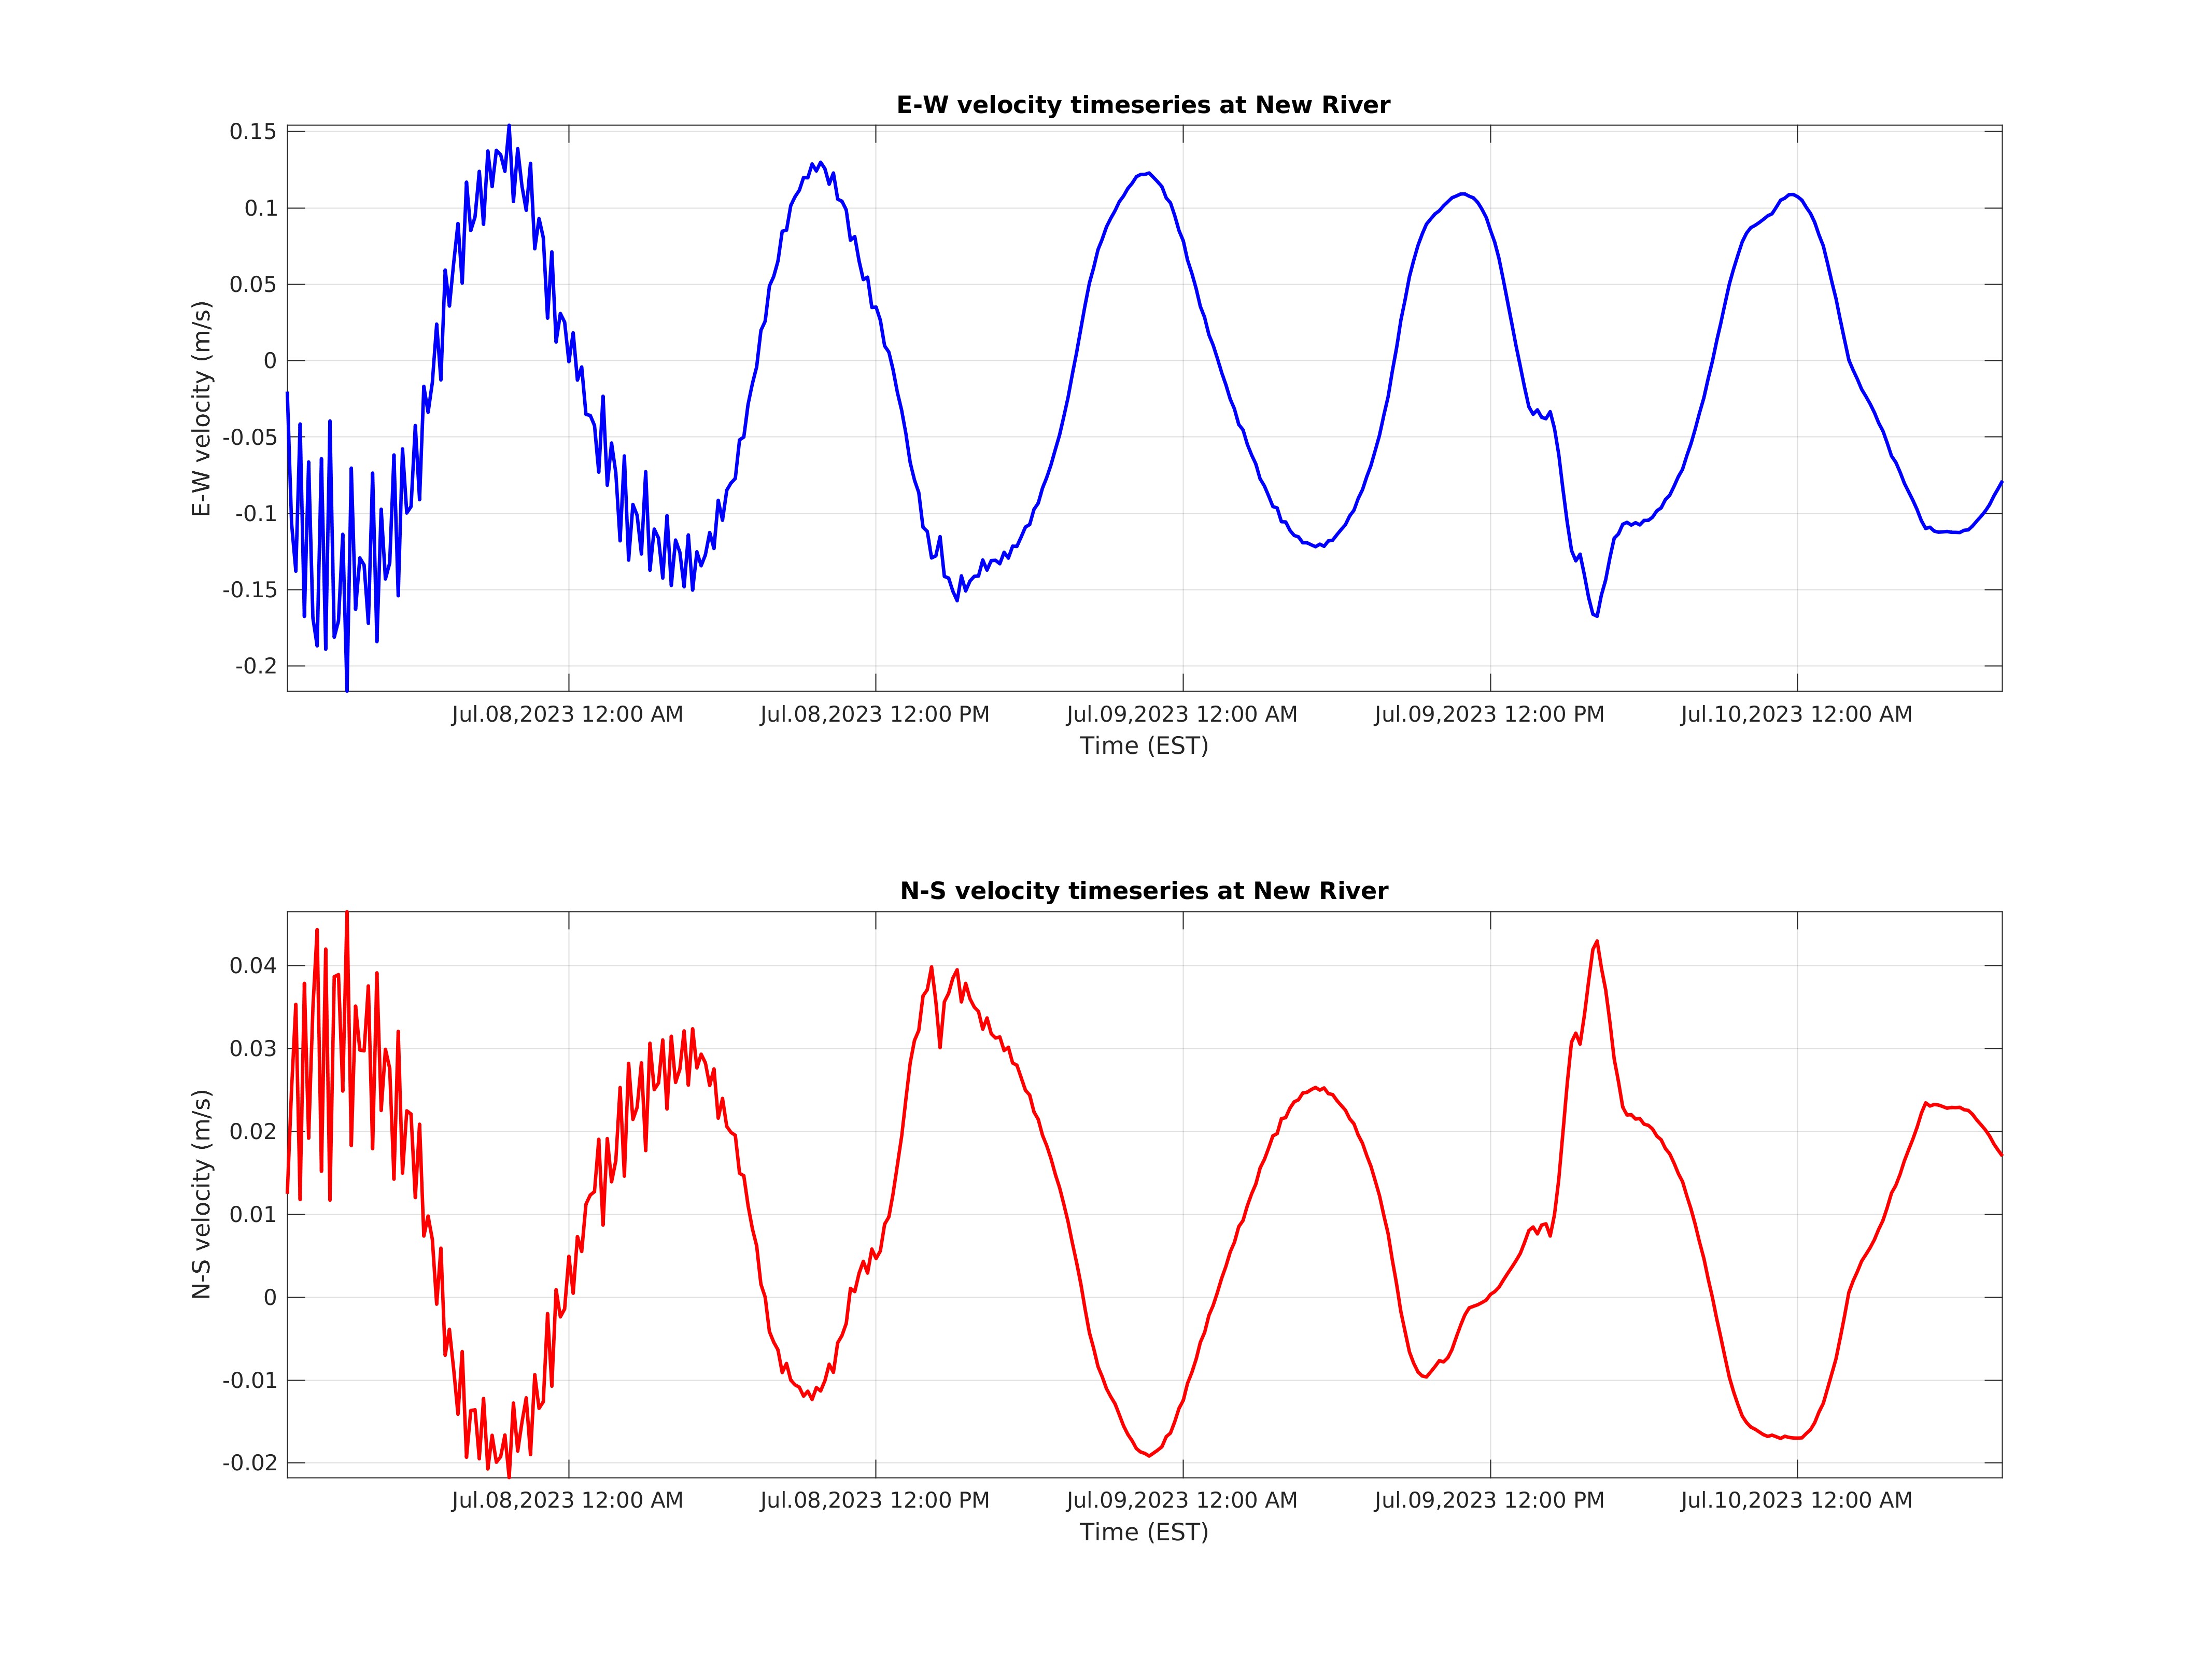 E-W velocity timeseries at New River
0.15
0.1
0.05
0
-0.05
-0.1
-0.15
-0.2
E-W velocity (m/s)
Jul.08,2023 12:00 AM
Jul.08,2023 12:00 PM
Jul.09,2023 12:00 AM
Jul.09,2023 12:00 PM
Jul.10,2023 12:00 AM
Time (EST)
N-S velocity timeseries at New River
0.04
0.03
0.02
0.01
0
-0.01
-0.02
N-S velocity (m/s)
Jul.08,2023 12:00 AM
Jul.08,2023 12:00 PM
Jul.09,2023 12:00 AM
Jul.09,2023 12:00 PM
Jul.10,2023 12:00 AM
Time (EST)